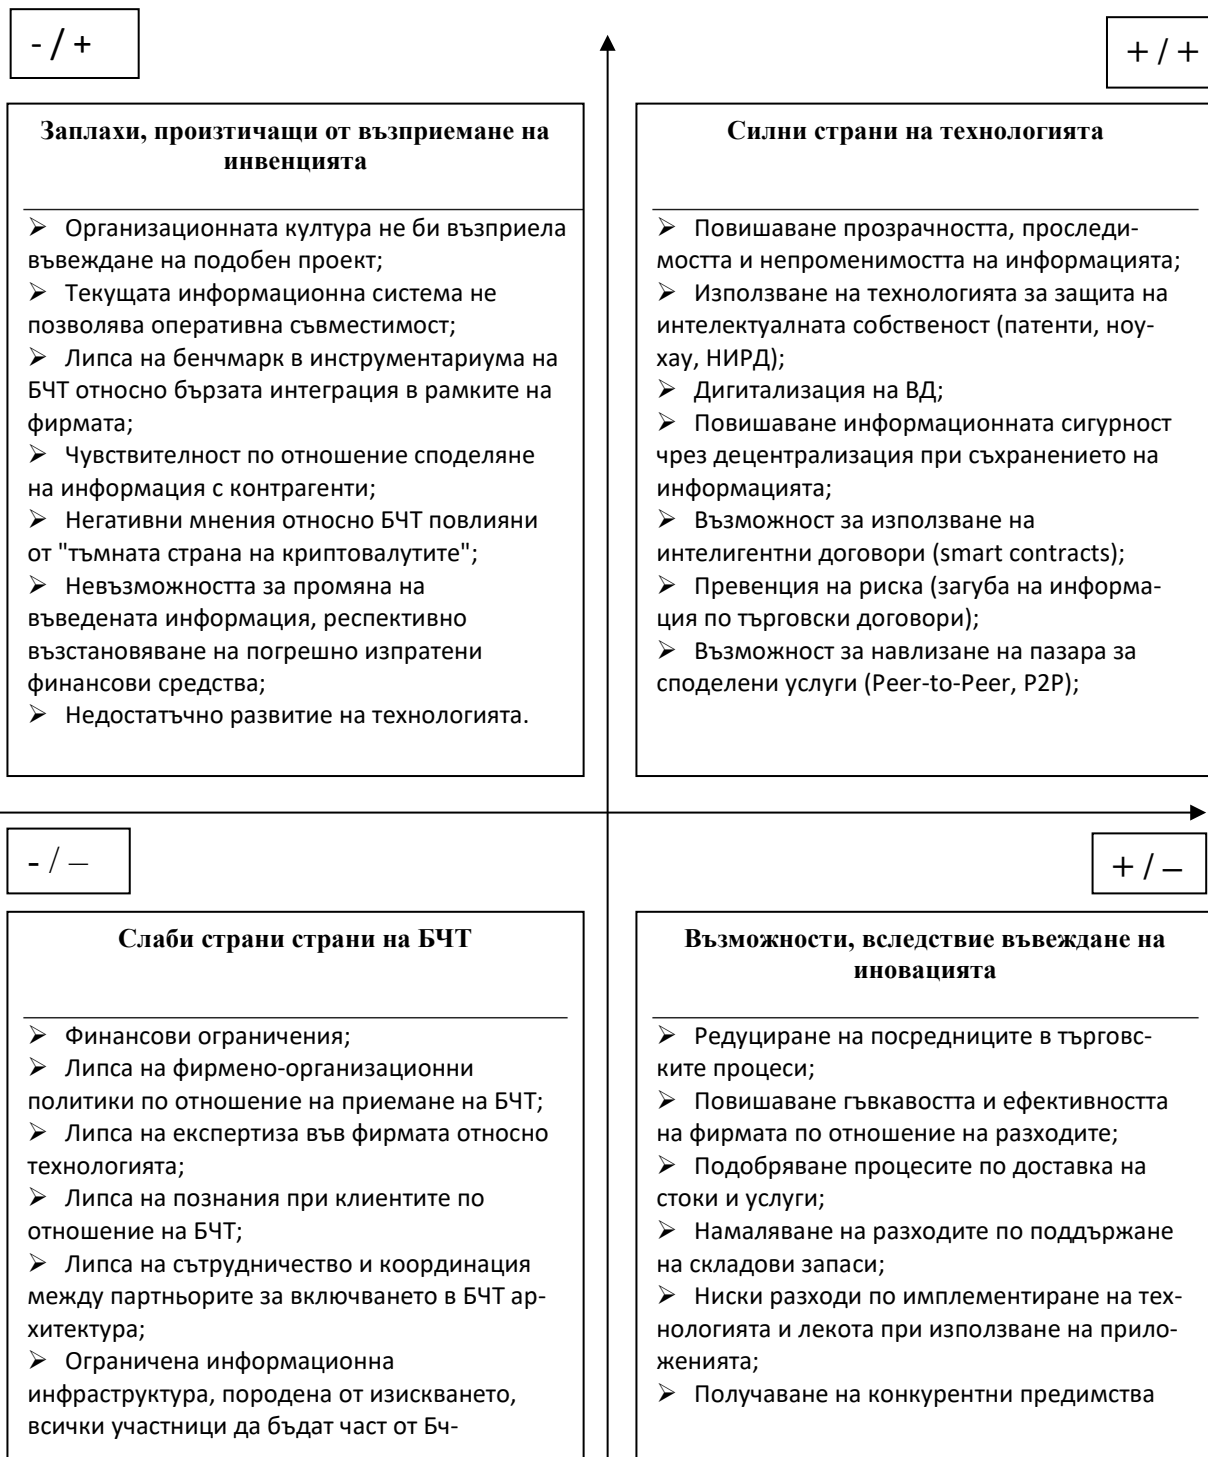 - / +
+ / +
Заплахи, произтичащи от възприемане на
инвенцията
➢ Организационната култура не би възприела
въвеждане на подобен проект;
➢ Текущата информационна система не
позволява оперативна съвместимост;
➢ Липса на бенчмарк в инструментариума на
БЧТ относно бързата интеграция в рамките на
фирмата;
➢ Чувствителност по отношение споделяне
на информация с контрагенти;
➢ Негативни мнения относно БЧТ повлияни
от "тъмната страна на криптовалутите";
➢ Невъзможността за промяна на
въведената информация, респективно
възстановяване на погрешно изпратени
финансови средства;
➢ Недостатъчно развитие на технологията.
Силни страни на технологията
➢ Повишаване прозрачността, проследи-
мостта и непроменимостта на информацията;
➢ Използване на технологията за защита на
интелектуалната собственост (патенти, ноу-
хау, НИРД);
➢ Дигитализация на ВД;
➢ Повишаване информационната сигурност
чрез децентрализация при съхранението на
информацията;
➢ Възможност за използване на
интелигентни договори (smart contracts);
➢ Превенция на риска (загуба на информа-
ция по търговски договори);
➢ Възможност за навлизане на пазара за
споделени услуги (Peer-to-Peer, P2P);
- / –
+ / –
Слаби страни страни на БЧТ
➢ Финансови ограничения;
➢ Липса на фирмено-организационни
политики по отношение на приемане на БЧТ;
➢ Липса на експертиза във фирмата относно
технологията;
➢ Липса на познания при клиентите по
отношение на БЧТ;
➢ Липса на сътрудничество и координация
между партньорите за включването в БЧТ ар-
хитектура;
➢ Ограничена информационна
инфраструктура, породена от изискването,
всички участници да бъдат част от Бч-
Възможности, вследствие въвеждане на
иновацията
➢ Редуциране на посредниците в търговс-
ките процеси;
➢ Повишаване гъвкавостта и ефективността
на фирмата по отношение на разходите;
➢ Подобряване процесите по доставка на
стоки и услуги;
➢ Намаляване на разходите по поддържане
на складови запаси;
➢ Ниски разходи по имплементиране на тех-
нологията и лекота при използване на прило-
женията;
➢ Получаване на конкурентни предимства